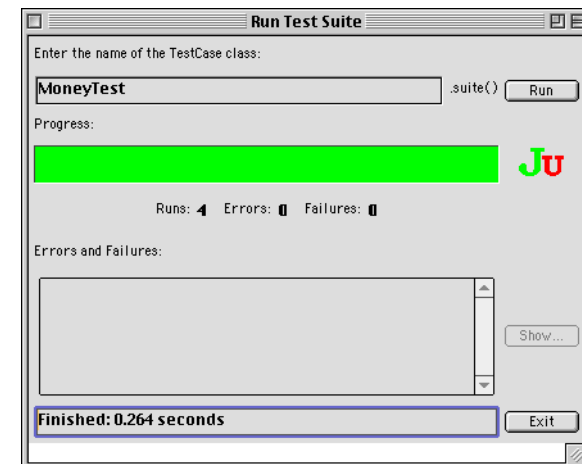 Run Test Suite
Enter the name of the TestCase class:
MoneyTest .suite() Run
Progress:
JU
Runs: 4 Errors: 0 Failures: 0
Errors and Failures:
Show...
Finished: 0.264 seconds Exit